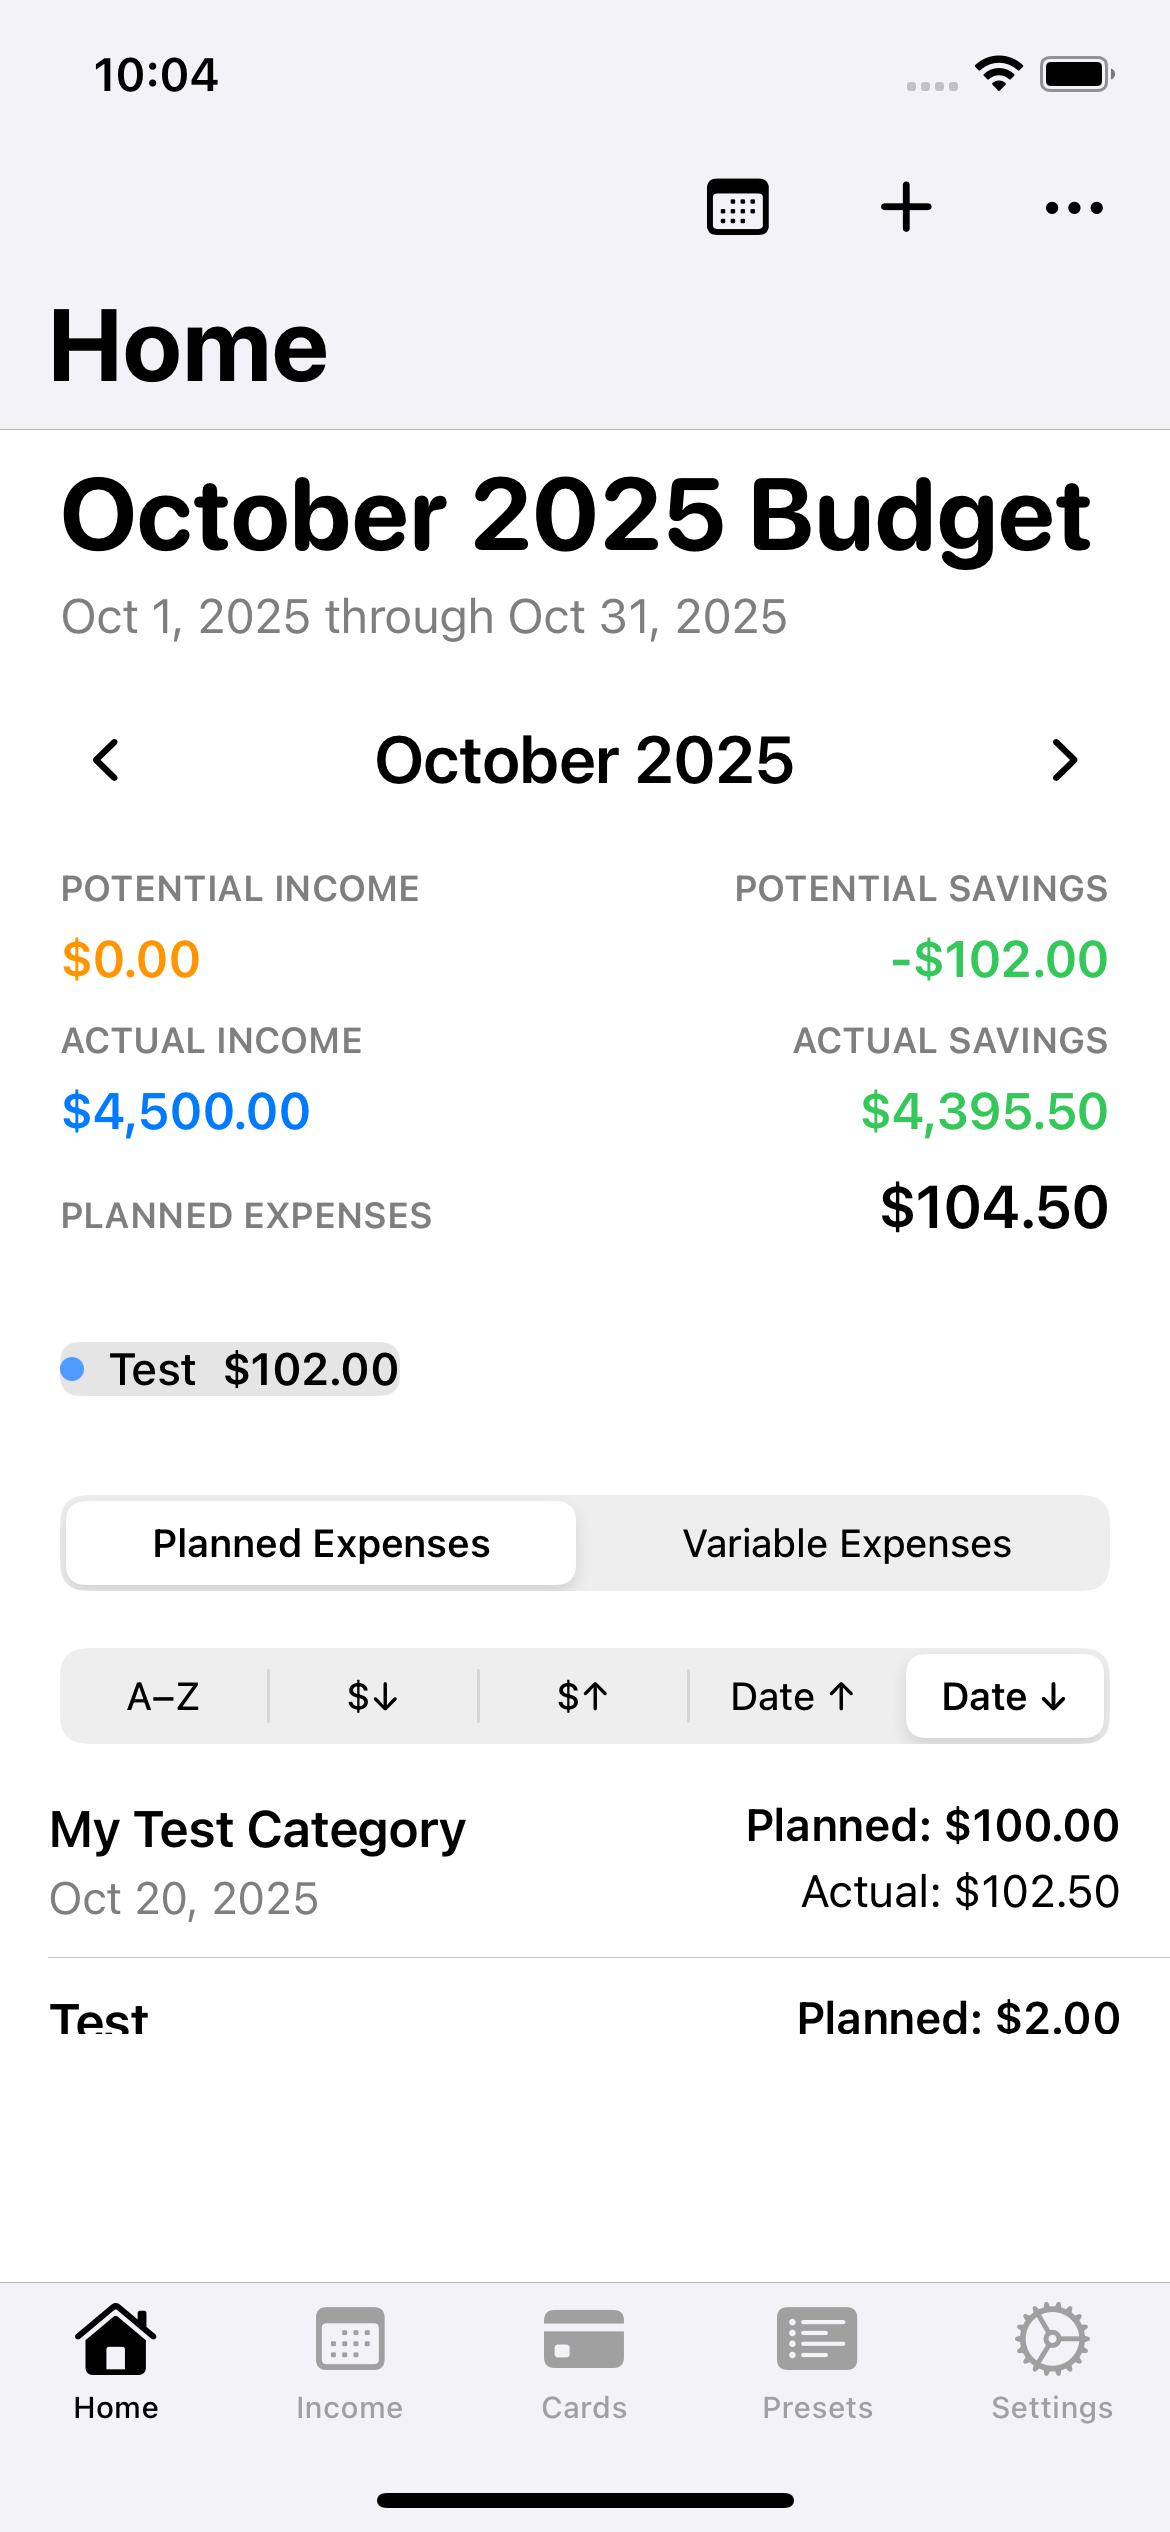 10:04
Home
October 2025 Budget
Oct 1, 2025 through Oct 31, 2025
October 2025
POTENTIAL INCOME POTENTIAL SAVINGS
$0.00 -$102.00
ACTUAL INCOME ACTUAL SAVINGS
$4,500.00 $4,395.50
PLANNED EXPENSES $104.50
Test $102.00
Planned Expenses Variable Expenses
A–Z $↓ $↑ Date ↑ Date ↓
My Test Category Planned: $100.00
Oct 20, 2025 Actual: $102.50
Test Planned: $2.00
Home Income Cards Presets Settings